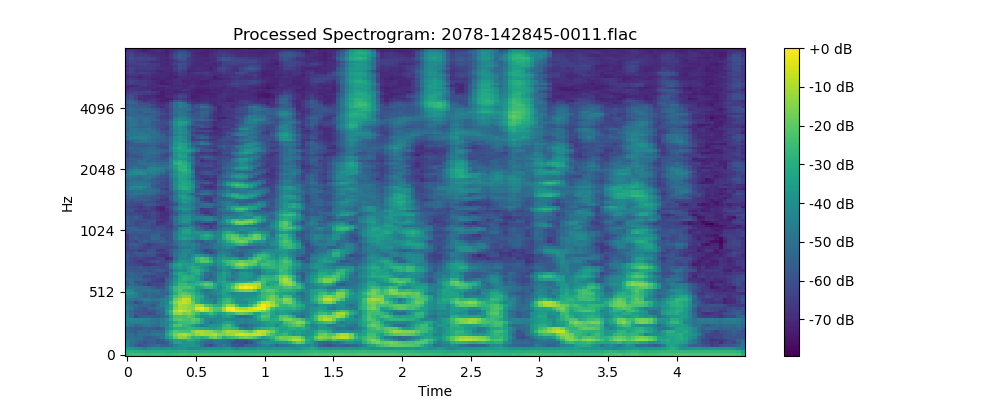 Processed Spectrogram: 2078-142845-0011.flac
Hz
4096
2048
1024
512
0
0 0.5 1 1.5 2 2.5 3 3.5 4
Time
+0 dB
-10 dB
-20 dB
-30 dB
-40 dB
-50 dB
-60 dB
-70 dB